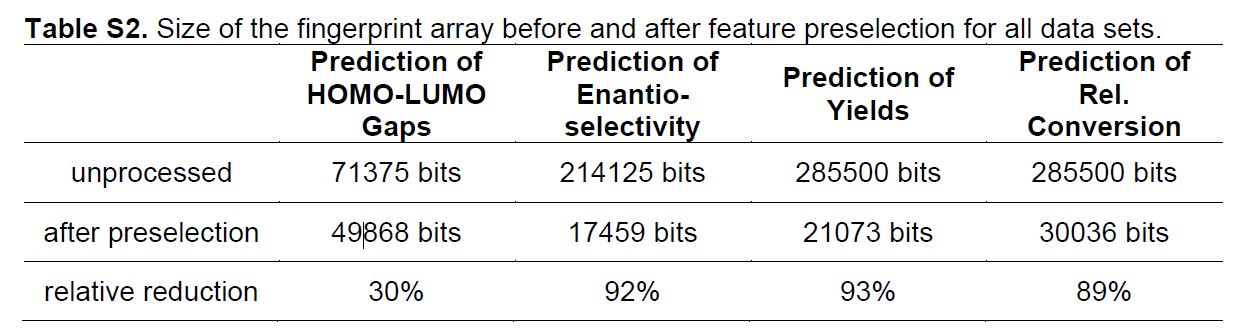 Table S2. Size of the fingerprint array before and after feature preselection for all data sets.
Prediction of HOMO-LUMO Gaps Prediction of Enantio-selectivity Prediction of Yields Prediction of Rel. Conversion
unprocessed 71375 bits 214125 bits 285500 bits 285500 bits
after preselection 49868 bits 17459 bits 21073 bits 30036 bits
relative reduction 30% 92% 93% 89%